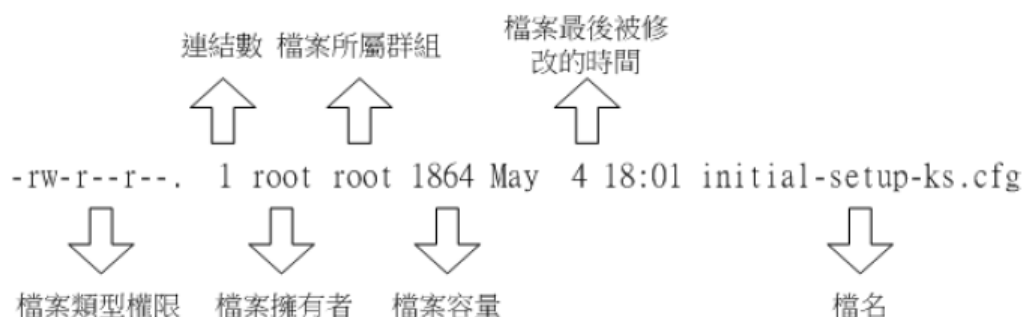 連結數 檔案所屬群組
檔案最後被修
改的時間
-rw-r--r--. 1 root root 1864 May 4 18:01 initial-setup-ks.cfg
檔案類型權限 檔案擁有者 檔案容量 檔名